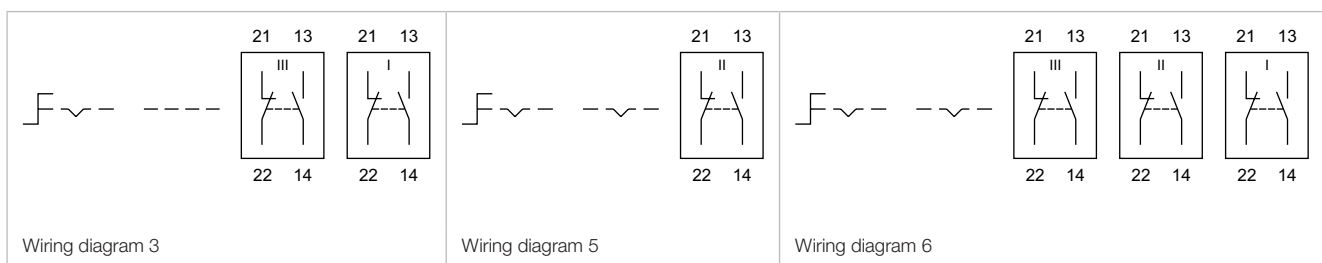 21 13 21 13 21 13 21 13 21 13 21 13
III I II III II I
22 14 22 14 22 14 22 14 22 14 22 14
Wiring diagram 3 Wiring diagram 5 Wiring diagram 6